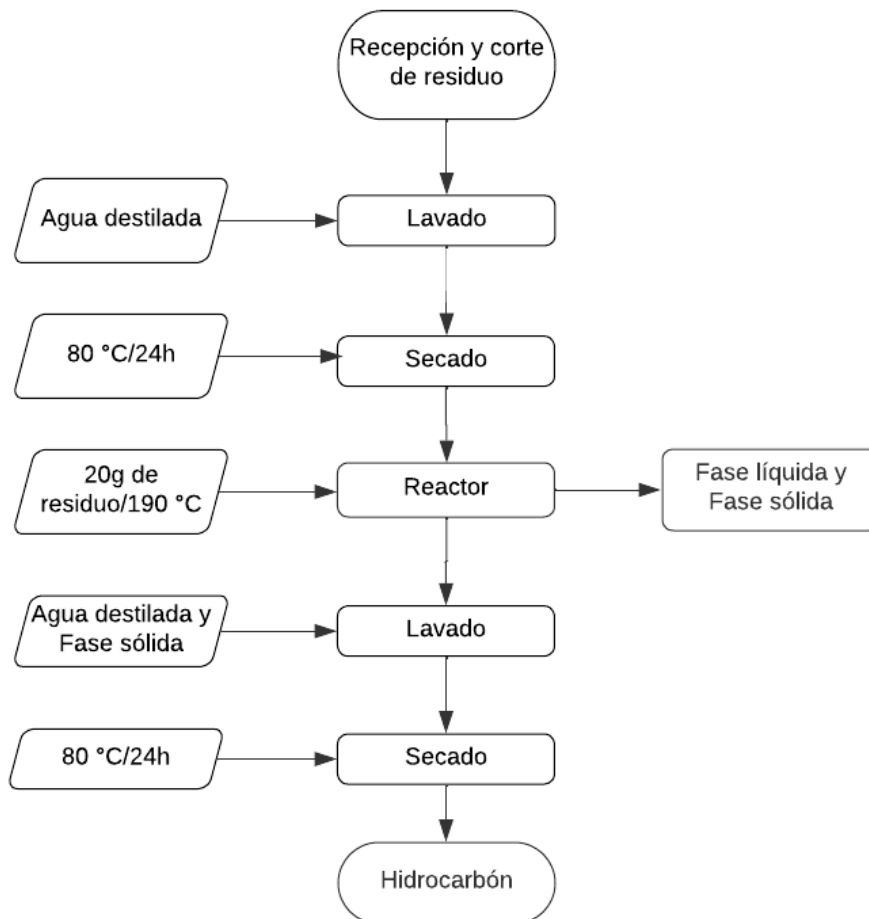 Recepción y corte
de residuo
Agua destilada
Lavado
80 °C/24h
Secado
20g de
residuo/190 °C
Reactor
Fase líquida y
Fase sólida
Agua destilada y
Fase sólida
Lavado
80 °C/24h
Secado
Hidrocarbón